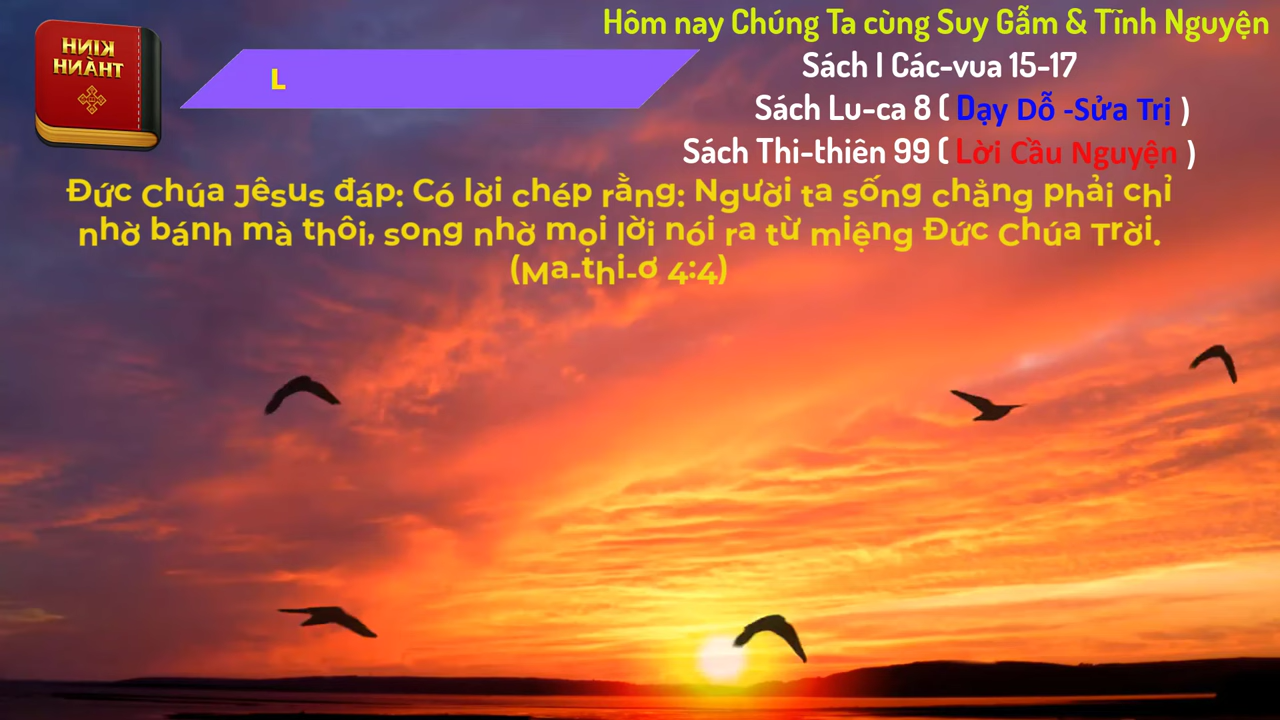 KINH
THÀNH
L
Hôm nay Chúng Ta cùng Suy Gẫm & Tĩnh Nguyện
Sách I Các-vua 15-17
Sách Lu-ca 8 ( Dạy Dỗ -Sửa Trị )
Sách Thi-thiên 99 ( Lời Cầu Nguyện )
Đức Chúa Jêsus đáp: Có lời chép rằng: Người ta sống chẳng phải chỉ
nhờ bánh mà thôi, song nhờ mọi lời nói ra từ miệng Đức Chúa Trời.
(Ma-thi-ơ 4:4)